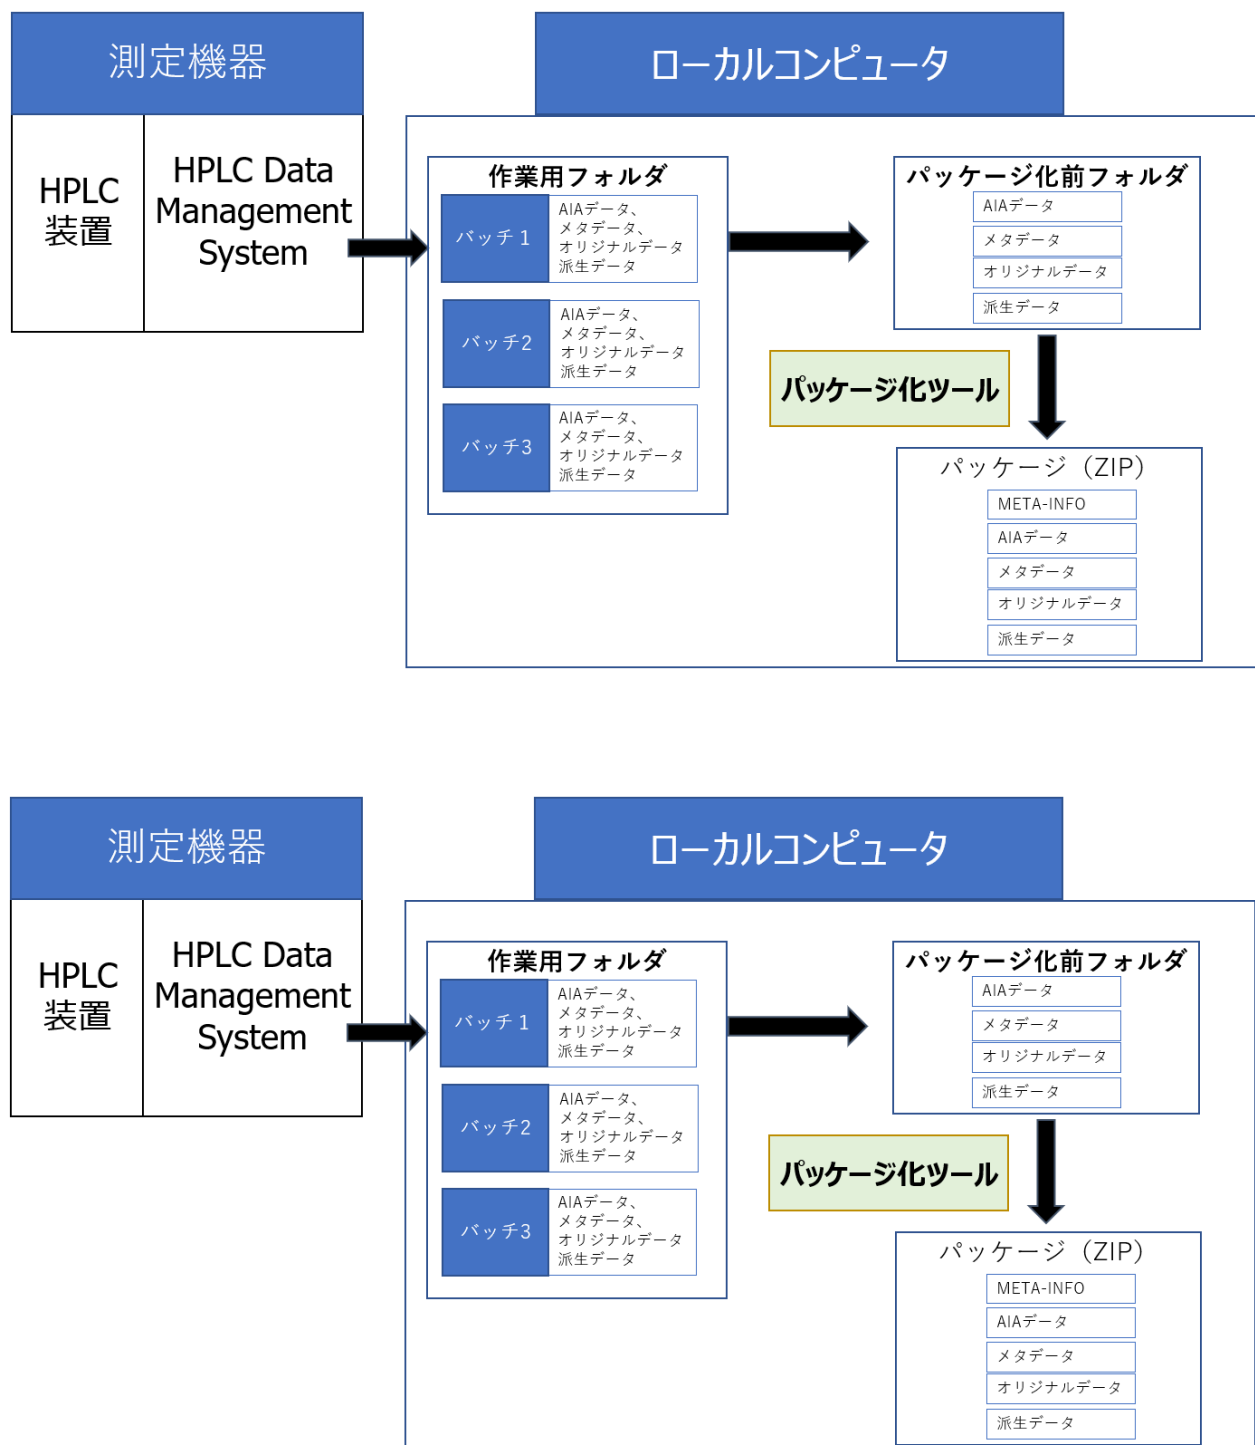 測定機器
ローカルコンピュータ
HPLC
装置
HPLC Data
Management
System
作業用フォルダ
バッチ1
AIAデータ、
メタデータ、
オリジナルデータ
派生データ
バッチ2
AIAデータ、
メタデータ、
オリジナルデータ
派生データ
バッチ3
AIAデータ、
メタデータ、
オリジナルデータ
派生データ
パッケージ化前フォルダ
AIAデータ
メタデータ
オリジナルデータ
派生データ
パッケージ化ツール
パッケージ（ZIP）
META-INFO
AIAデータ
メタデータ
オリジナルデータ
派生データ
測定機器
ローカルコンピュータ
HPLC
装置
HPLC Data
Management
System
作業用フォルダ
バッチ1
AIAデータ、
メタデータ、
オリジナルデータ
派生データ
バッチ2
AIAデータ、
メタデータ、
オリジナルデータ
派生データ
バッチ3
AIAデータ、
メタデータ、
オリジナルデータ
派生データ
パッケージ化前フォルダ
AIAデータ
メタデータ
オリジナルデータ
派生データ
パッケージ化ツール
パッケージ（ZIP）
META-INFO
AIAデータ
メタデータ
オリジナルデータ
派生データ